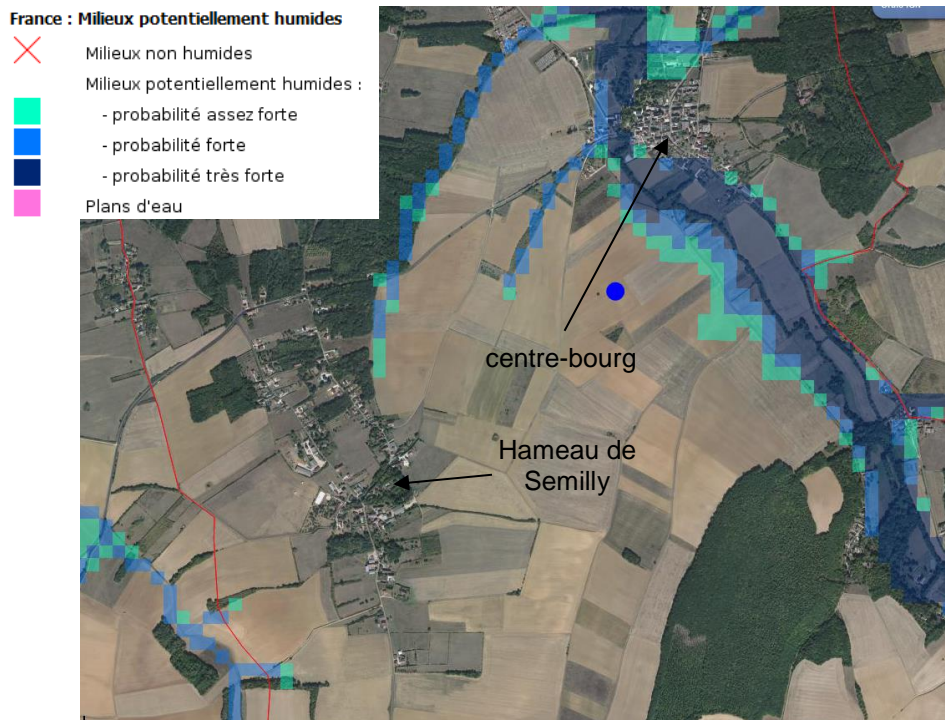 France : Milieux potentiellement humides
Milieux non humides
Milieux potentiellement humides :
- probabilité assez forte
- probabilité forte
- probabilité très forte
Plans d'eau
centre-bourg
Hameau de
Semilly